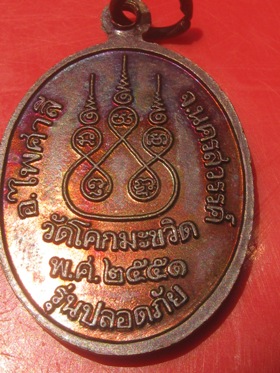 อ.ไพศาลี
จ.นครสวรรค์
วัดโคกมะขวิด
พ.ศ.๒๕๕๑
รุ่นปลอดภัย